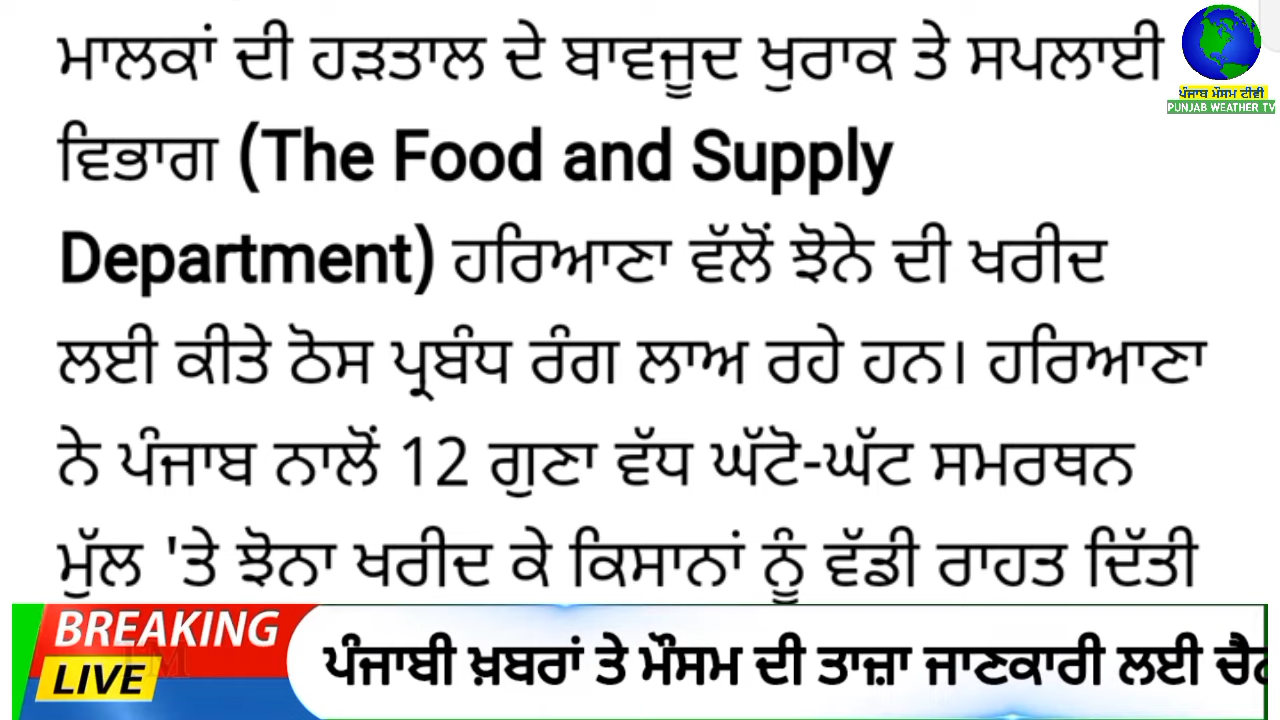 ਮਾਲਕਾਂ ਦੀ ਹੜਤਾਲ ਦੇ ਬਾਵਜੂਦ ਖੁਰਾਕ ਤੇ ਸਪਲਾਈ
ਪੰਜਾਬ ਮੌਸਮ ਟੀਵੀ
PUNJAB WEATHER TV
ਵਿਭਾਗ (The Food and Supply
Department) ਹਰਿਆਣਾ ਵੱਲੋਂ ਝੋਨੇ ਦੀ ਖਰੀਦ
ਲਈ ਕੀਤੇ ਠੋਸ ਪ੍ਰਬੰਧ ਰੰਗ ਲਾਅ ਰਹੇ ਹਨ। ਹਰਿਆਣਾ
ਨੇ ਪੰਜਾਬ ਨਾਲੋਂ 12 ਗੁਣਾ ਵੱਧ ਘੱਟੋ-ਘੱਟ ਸਮਰਥਨ
ਮੁੱਲ 'ਤੇ ਝੋਨਾ ਖਰੀਦ ਕੇ ਕਿਸਾਨਾਂ ਨੂੰ ਵੱਡੀ ਰਾਹਤ ਦਿੱਤੀ
BREAKING
LIVE
ਪੰਜਾਬੀ ਖ਼ਬਰਾਂ ਤੇ ਮੌਸਮ ਦੀ ਤਾਜ਼ਾ ਜਾਣਕਾਰੀ ਲਈ